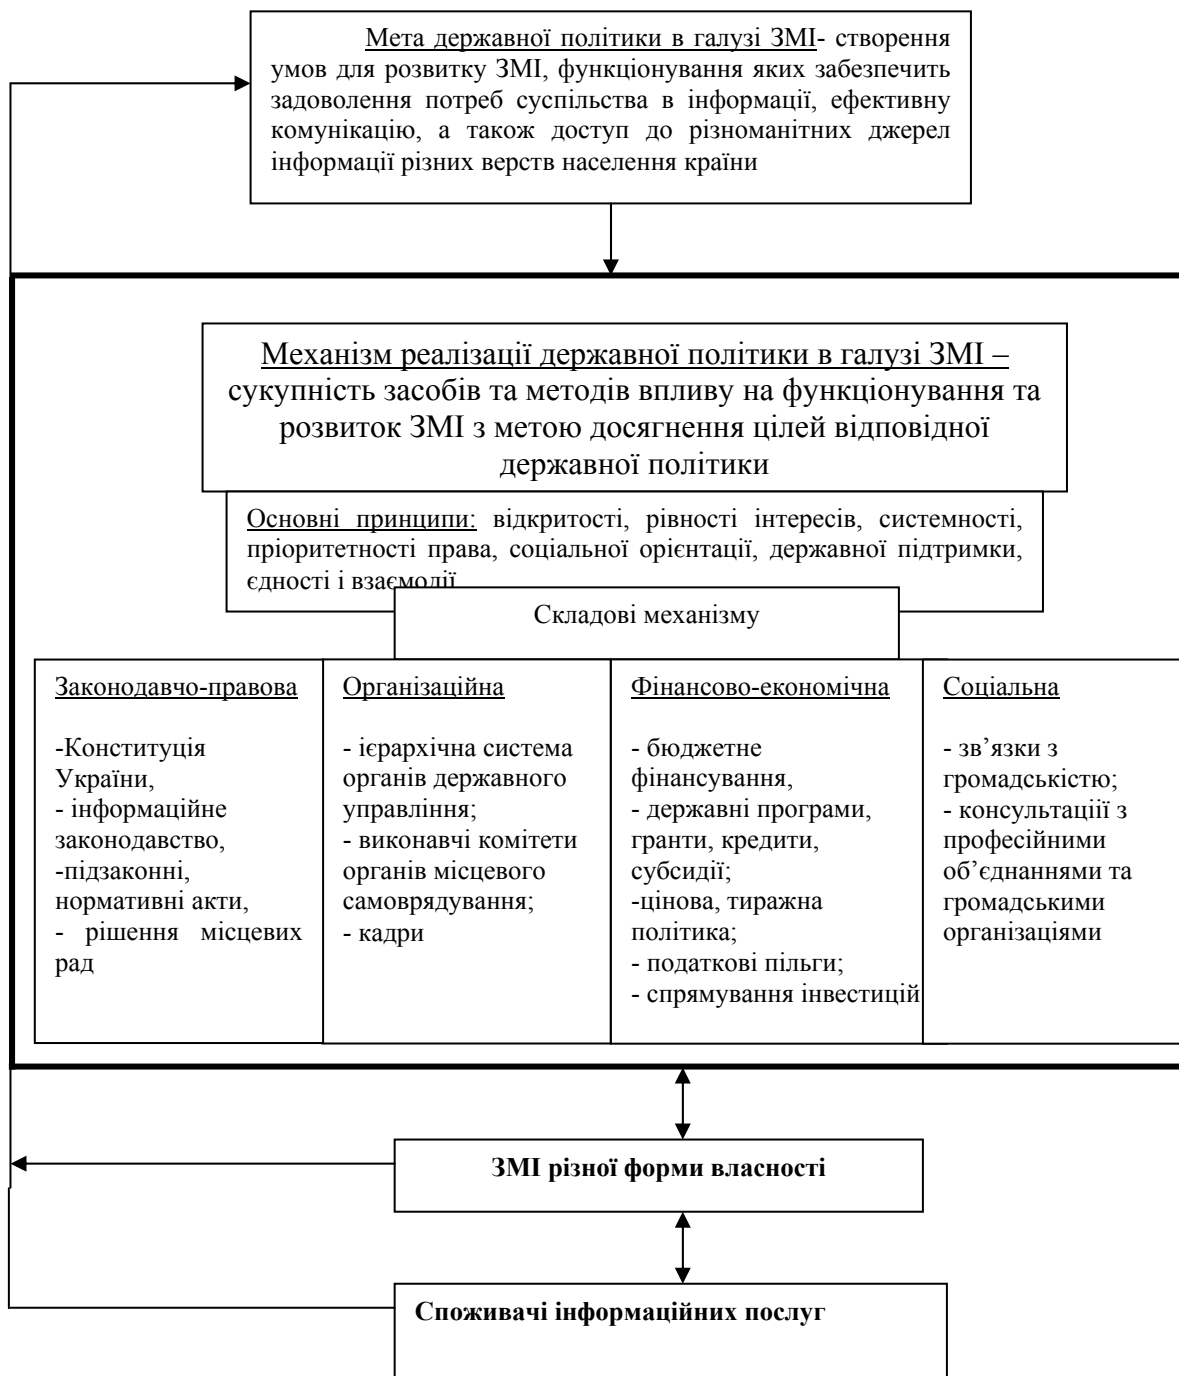 Мета державної політики в галузі ЗМІ- створення
умов для розвитку ЗМІ, функціонування яких забезпечить
задоволення потреб суспільства в інформації, ефективну
комунікацію, а також доступ до різноманітних джерел
інформації різних верств населення країни
Механізм реалізації державної політики в галузі ЗМІ –
сукупність засобів та методів впливу на функціонування та
розвиток ЗМІ з метою досягнення цілей відповідної
державної політики
Основні принципи: відкритості, рівності інтересів, системності,
пріоритетності права, соціальної орієнтації, державної підтримки,
єдності і взаємодії
Складові механізму
Законодавчо-правова
-Конституція
України,
- інформаційне
законодавство,
-підзаконні,
нормативні акти,
- рішення місцевих
рад
Організаційна
- ієрархічна система
органів державного
управління;
- виконавчі комітети
органів місцевого
самоврядування;
- кадри
Фінансово-економічна
- бюджетне
фінансування,
- державні програми,
гранти, кредити,
субсидії;
-цінова, тиражна
політика;
- податкові пільги;
- спрямування інвестицій
Соціальна
- зв’язки з
громадськістю;
- консультаціії з
професійними
об’єднаннями та
громадськими
організаціями
ЗМІ різної форми власності
Споживачі інформаційних послуг